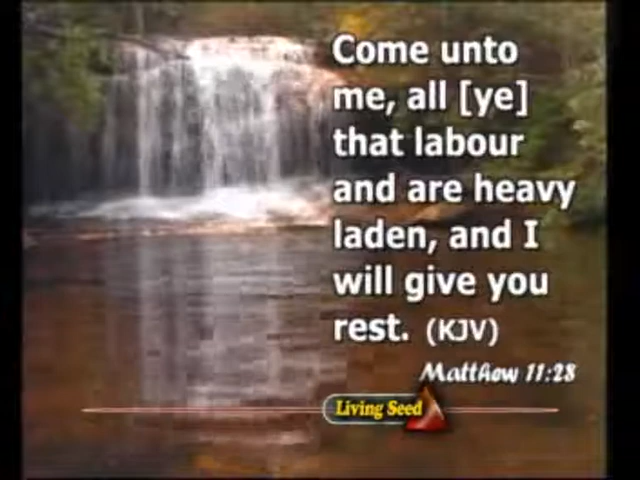 Come unto
me, all [ye]
that labour
and are heavy
laden, and I
will give you
rest. (KJV)
Matthew 11:28
Living Seed